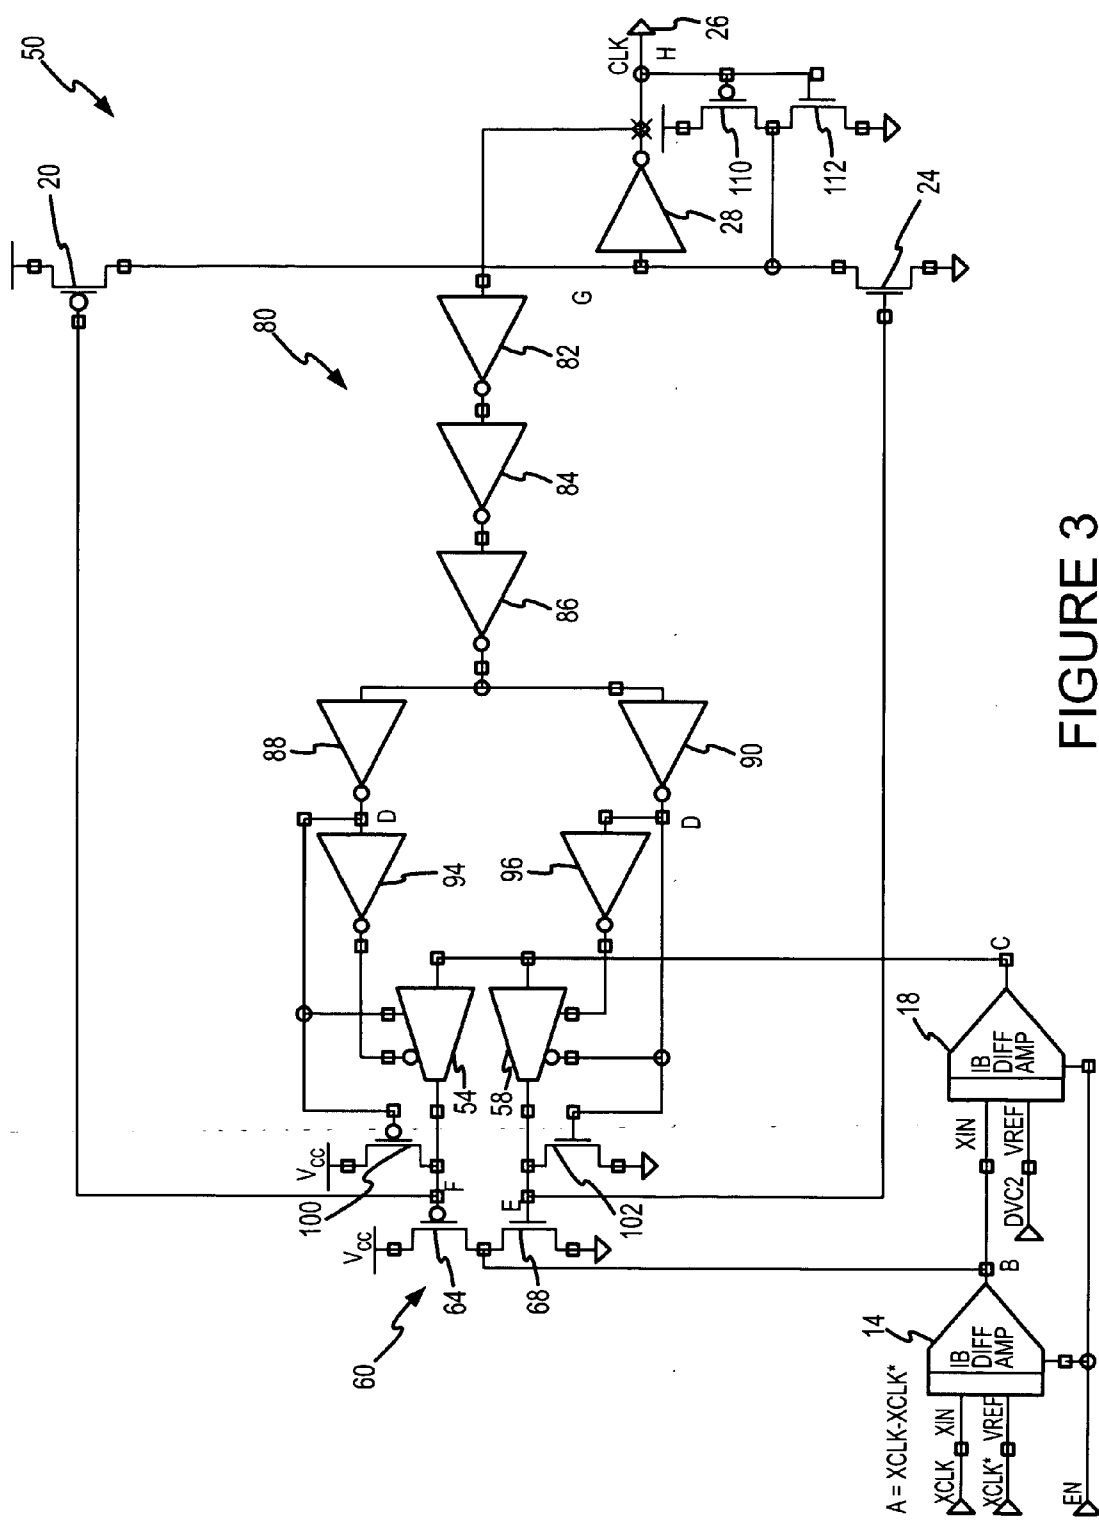 50
20
80
CLK
H
26
110
112
28
24
G
82
84
86
88
90
D
D
94
96
54
58
C
18
IB
DIFF
AMP
XIN
VREF
DVC2
VCC
100
F
E
102
VCC
64
68
60
B
14
IB
DIFF
AMP
A = XCLK-XCLK*
XCLK XIN
XCLK* VREF
EN
FIGURE 3